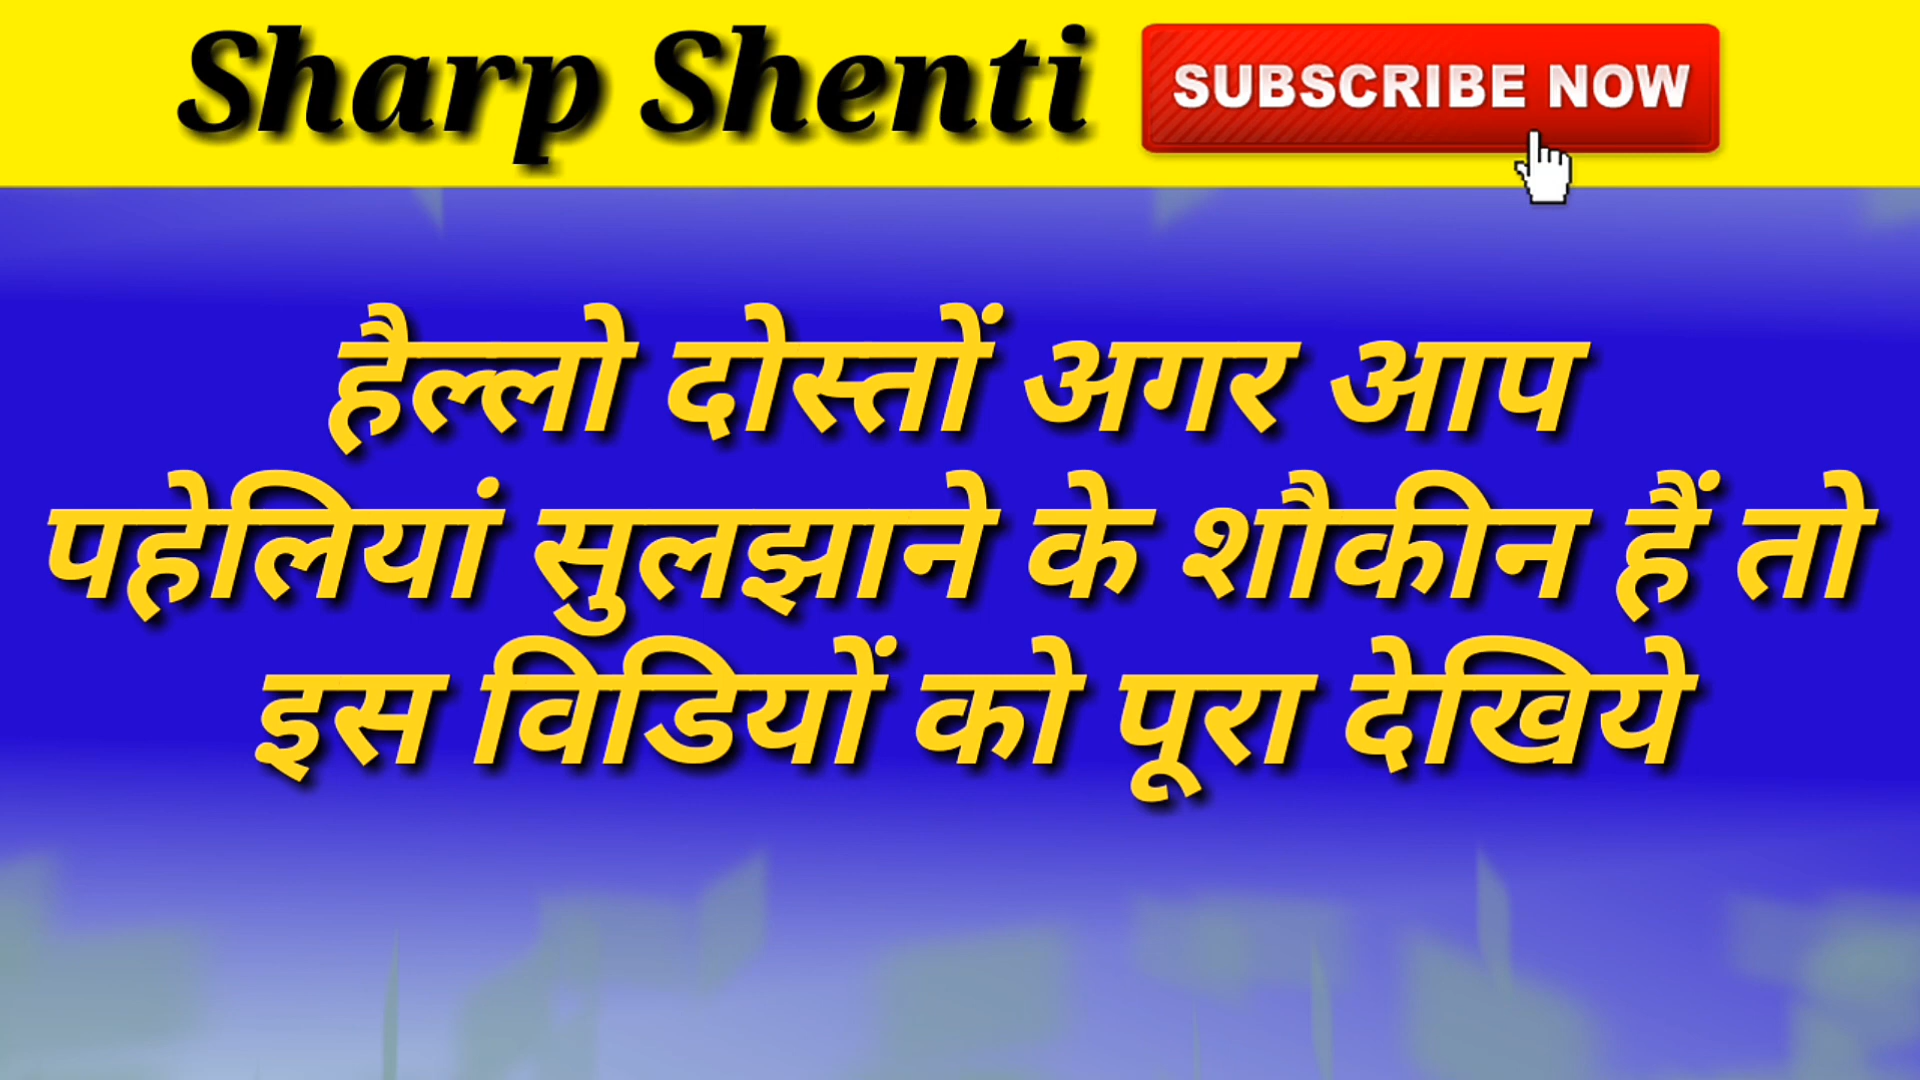 Sharp Shenti
SUBSCRIBE NOW
हैल्लो दोस्तों अगर आप
पहेलियां सुलझाने के शौकीन हैं तो
इस विडियों को पूरा देखिये